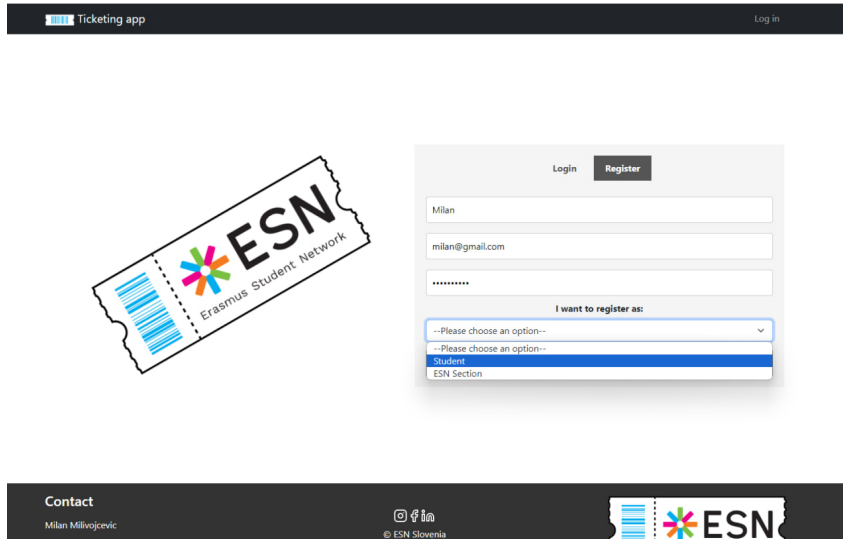 Ticketing app
Log in
ESN
Erasmus Student Network
Login
Register
Milan
milan@gmail.com
••••••••••
I want to register as:
--Please choose an option--
--Please choose an option--
Student
ESN Section
Contact
Milan Milivojcevic
© ESN Slovenia
ESN